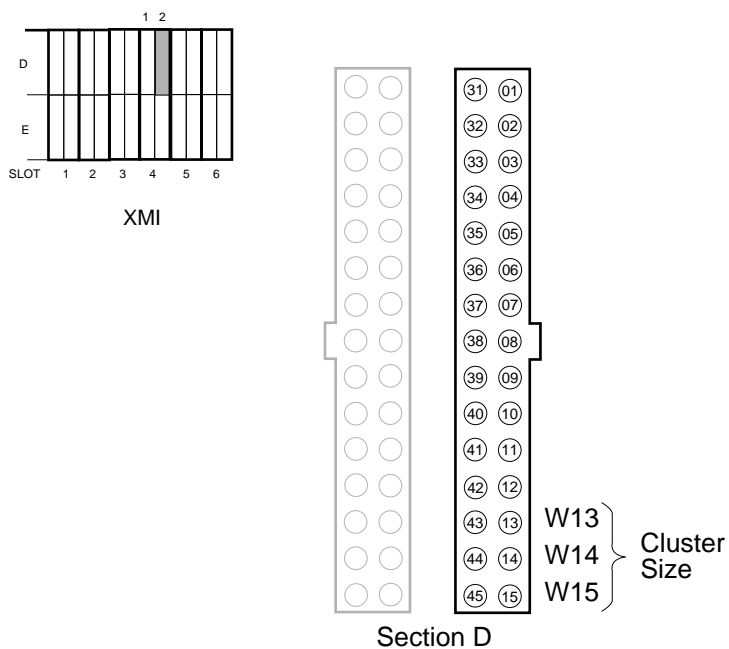 1 2
D
E
SLOT 1 2 3 4 5 6
XMI
31 01
32 02
33 03
34 04
35 05
36 06
37 07
38 08
39 09
40 10
41 11
42 12
43 13 W13
44 14 W14
45 15 W15
Cluster
Size
Section D